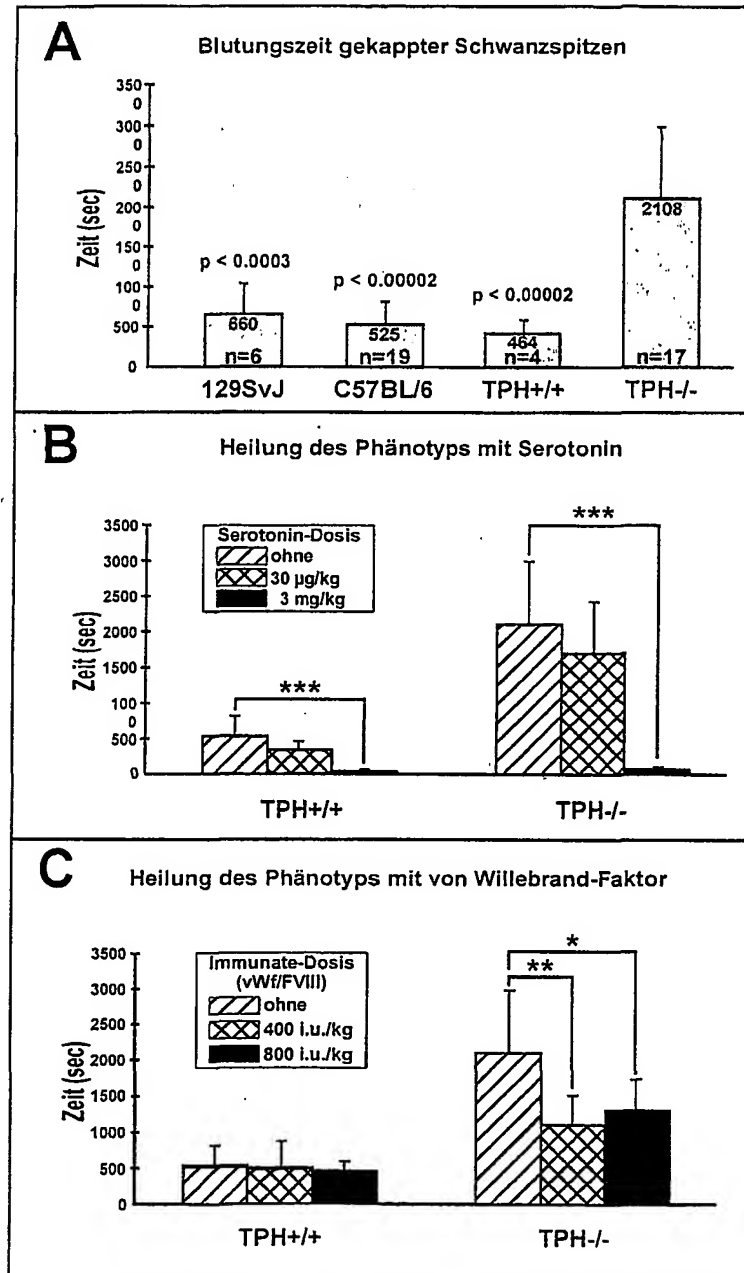 A Blutungszeit gekappter Schwanzspitzen
Zeit (sec)
350
0
300
0
250
0
200
0
150
0
100
0
500
0
p < 0.0003
p < 0.00002
p < 0.00002
660
525
464
2108
n=6
n=19
n=4
n=17
129SvJ
C57BL/6
TPH+/+
TPH-/-
B Heilung des Phänotyps mit Serotonin
Zeit (sec)
3500
3000
2500
2000
1500
100
0
500
0
Serotonin-Dosis
ohne
30 µg/kg
3 mg/kg
***
***
TPH+/+
TPH-/-
C Heilung des Phänotyps mit von Willebrand-Faktor
Zeit (sec)
3500
3000
2500
2000
1500
1000
500
0
Immunate-Dosis
(vWf/FVIII)
ohne
400 i.u./kg
800 i.u./kg
*
**
TPH+/+
TPH-/-